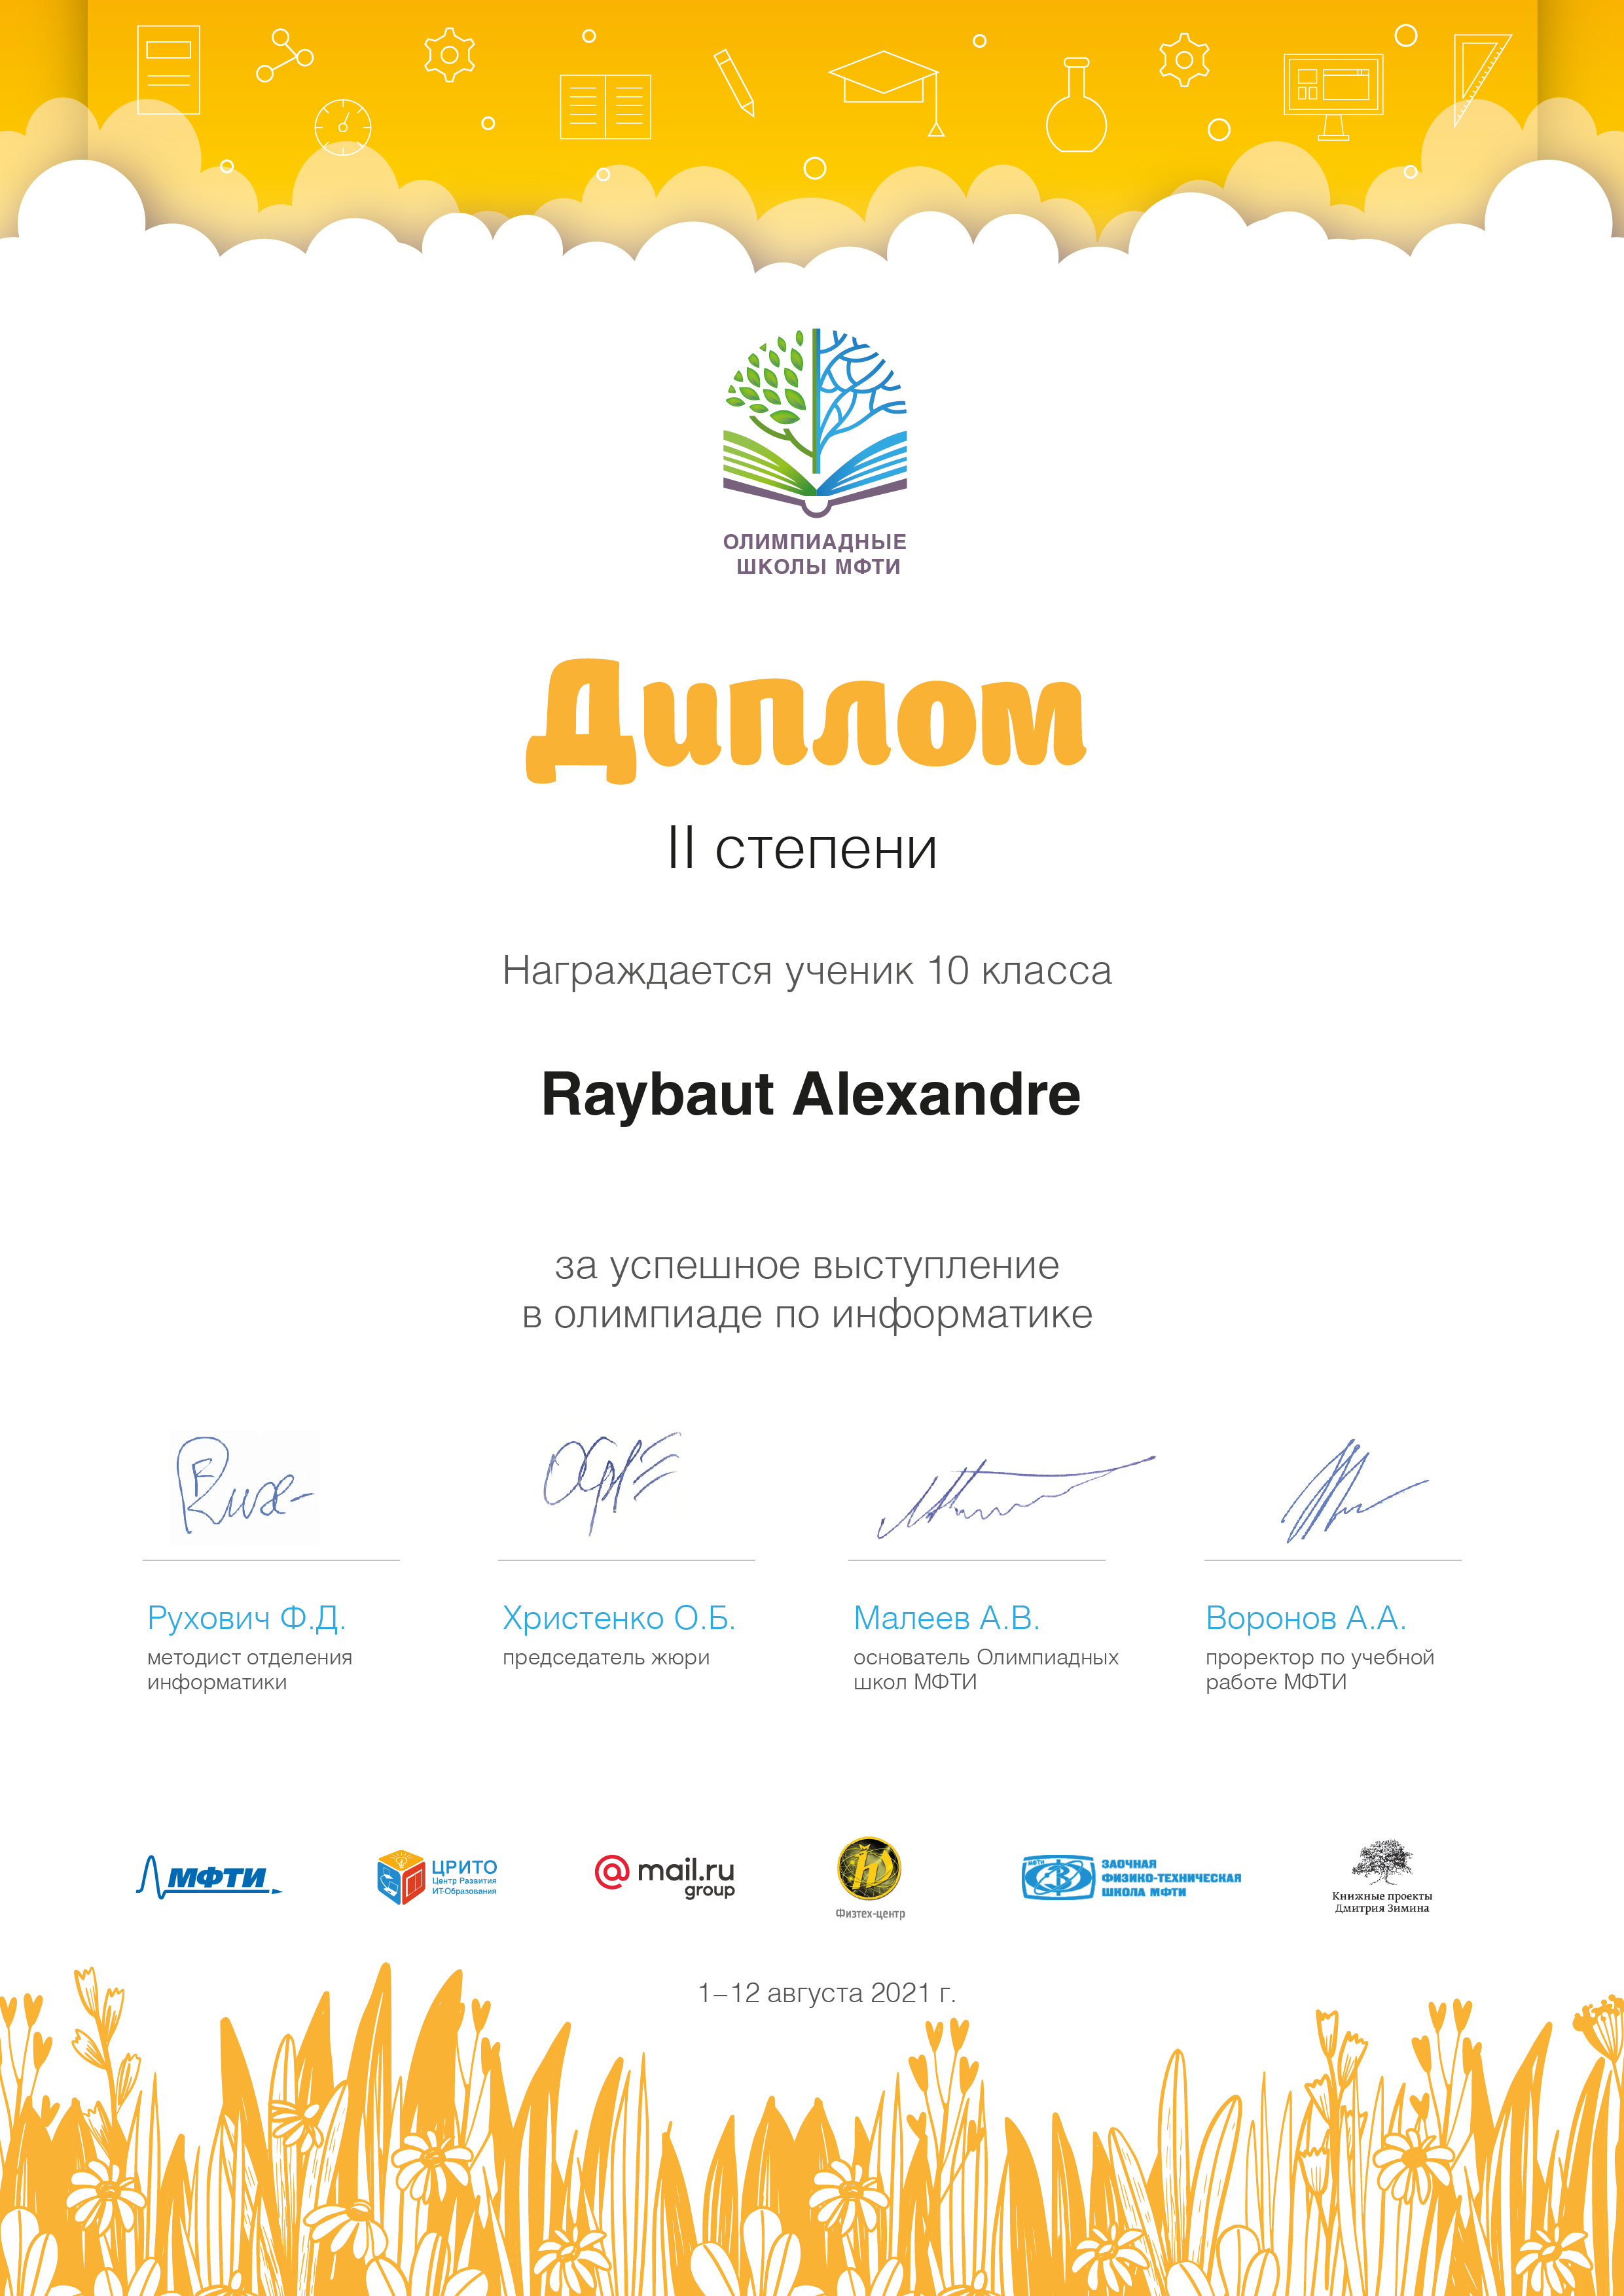 ОЛИМПИАДНЫЕ
ШКОЛЫ МФТИ
Диплом
II степени
Награждается ученик 10 класса
Raybaut Alexandre
за успешное выступление
в олимпиаде по информатике
Рухович Ф.Д.
методист отделения
информатики
Христенко О.Б.
председатель жюри
Малеев А.В.
основатель Олимпиадных
школ МФТИ
Воронов А.А.
проректор по учебной
работе МФТИ
МФТИ
ЦРИТО
Центр Развития
ИТ-Образования
@mail.ru
group
Физтех-центр
МФТИ
ЗАОЧНАЯ
ФИЗИКО-ТЕХНИЧЕСКАЯ
ШКОЛА МФТИ
Книжные проекты
Дмитрия Зимина
1–12 августа 2021 г.